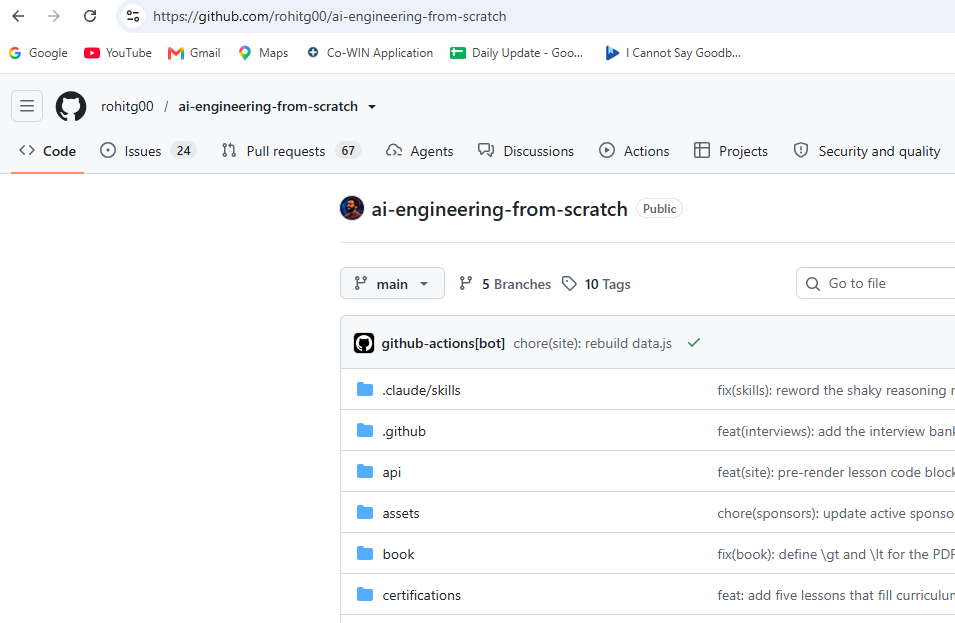 https://github.com/rohitg00/ai-engineering-from-scratch
Google YouTube Gmail Maps Co-WIN Application Daily Update - Goo... I Cannot Say Goodb...
rohitg00 / ai-engineering-from-scratch
Code Issues 24 Pull requests 67 Agents Discussions Actions Projects Security and quality
ai-engineering-from-scratch Public
main 5 Branches 10 Tags Go to file
github-actions[bot] chore(site): rebuild data.js
.claude/skills fix(skills): reword the shaky reasoning
.github feat(interviews): add the interview bank
api feat(site): pre-render lesson code block
assets chore(sponsors): update active sponso
book fix(book): define \gt and \lt for the PDF
certifications feat: add five lessons that fill curriculum